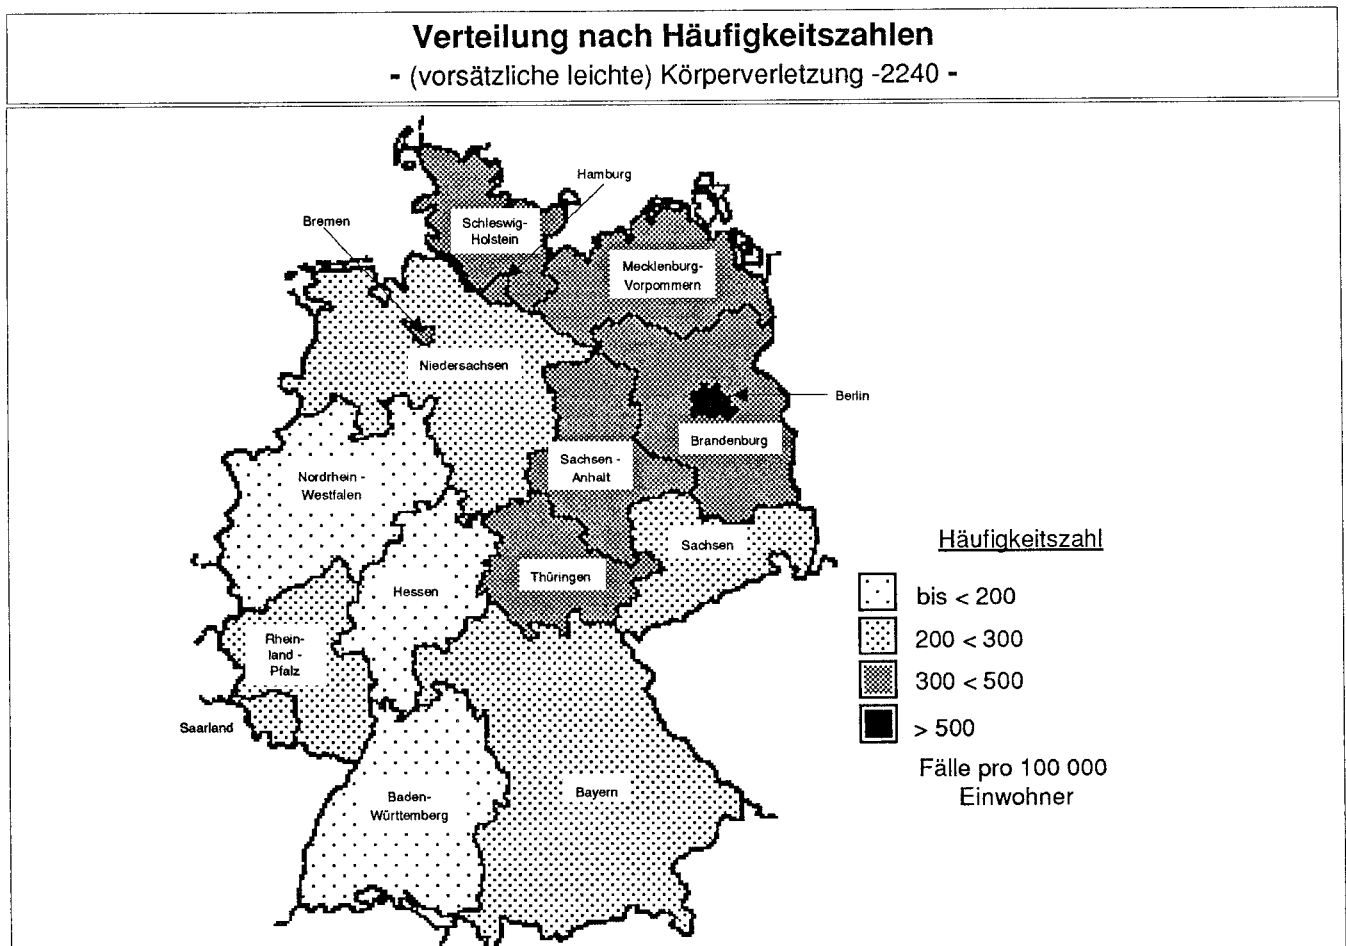 Verteilung nach Häufigkeitszahlen
- (vorsätzliche leichte) Körperverletzung -2240 -
Hamburg
Bremen
Schleswig-
Holstein
Mecklenburg-
Vorpommern
Niedersachsen
Berlin
Brandenburg
Sachsen -
Anhalt
Nordrhein -
Westfalen
Sachsen
Thüringen
Hessen
Rhein-
land -
Pfalz
Saarland
Baden-
Württemberg
Bayern
Häufigkeitszahl
bis < 200
200 < 300
300 < 500
> 500
Fälle pro 100 000
Einwohner